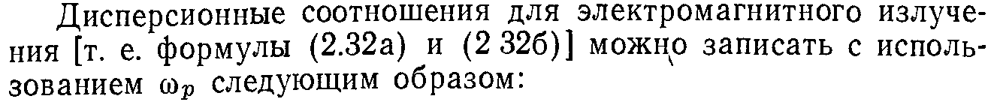 Дисперсионные соотношения для электромагнитного излуче-
ния [т. е. формулы (2.32а) и (2 32б)] можно записать с исполь-
зованием ωp следующим образом: